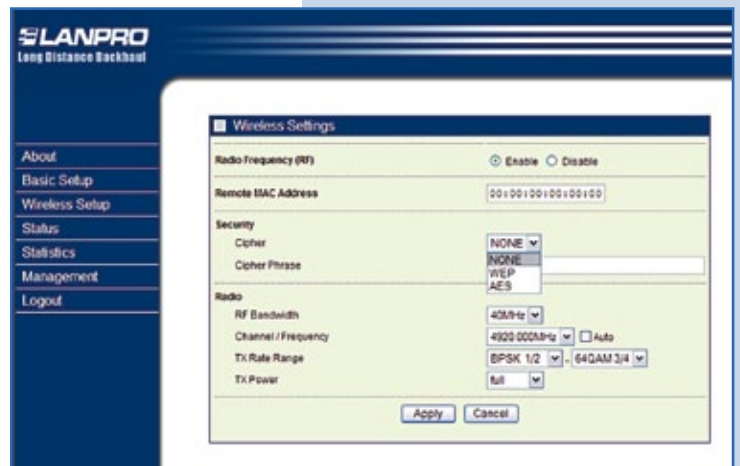 LANPRO
Long Distance Backhaul
About
Basic Setup
Wireless Setup
Status
Statistics
Management
Logout
Wireless Settings
Radio Frequency (RF) Enable Disable
Remote MAC Address 00:00:00:00:00:00
Security
Cipher NONE
NONE
WEP
AES
Cipher Phrase
Radio
RF Bandwidth 40MHz
Channel / Frequency 4920.000MHz Auto
TX Rate Range BPSK 1/2 - 64QAM 3/4
TX Power full
Apply Cancel